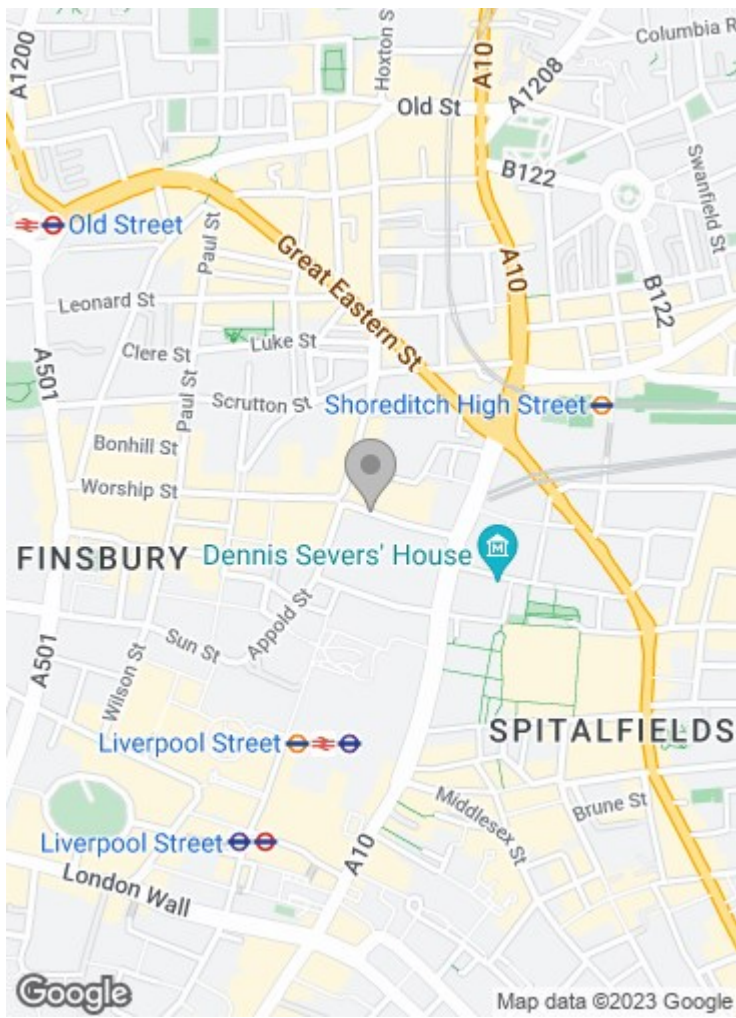 A1200
Hoxton S
A10
Columbia R
Old St
A1208
B122
Swanfield St
Old Street
Paul St
Great Eastern St
A10
B122
Leonard St
Luke St
Clere St
A501
Paul St
Scrutton St
Shoreditch High Street
Bonhill St
Worship St
FINSBURY
Dennis Severs' House
M
Appold St
Sun St
A501
Wilson St
SPITALFIELDS
Liverpool Street
Middlesex St
Brune St
Liverpool Street
A10
London Wall
Google
Map data ©2023 Google